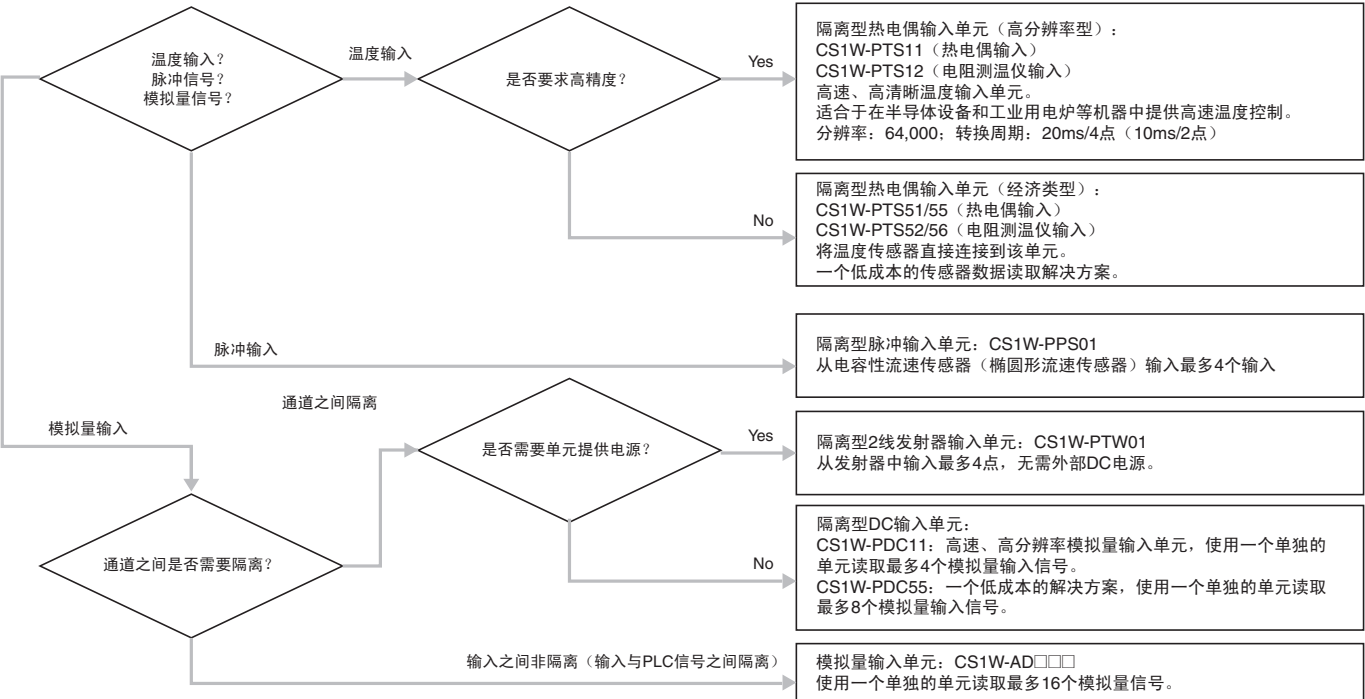 温度输入？
脉冲信号？
模拟量信号？
温度输入
是否要求高精度？
Yes
隔离型热电偶输入单元（高分辨率型）：
CS1W-PTS11（热电偶输入）
CS1W-PTS12（电阻测温仪输入）
高速、高清晰温度输入单元。
适合于在半导体设备和工业用电炉等机器中提供高速温度控制。
分辨率：64,000；转换周期：20ms/4点（10ms/2点）
No
隔离型热电偶输入单元（经济类型）：
CS1W-PTS51/55（热电偶输入）
CS1W-PTS52/56（电阻测温仪输入）
将温度传感器直接连接到该单元。
一个低成本的传感器数据读取解决方案。
脉冲输入
隔离型脉冲输入单元：CS1W-PPS01
从电容性流速传感器（椭圆形流速传感器）输入最多4个输入
模拟量输入
通道之间是否需要隔离？
通道之间隔离
是否需要单元提供电源？
Yes
隔离型2线发射器输入单元：CS1W-PTW01
从发射器中输入最多4点，无需外部DC电源。
No
隔离型DC输入单元：
CS1W-PDC11：高速、高分辨率模拟量输入单元，使用一个单独的
单元读取最多4个模拟量输入信号。
CS1W-PDC55：一个低成本的解决方案，使用一个单独的单元读取
最多8个模拟量输入信号。
输入之间非隔离（输入与PLC信号之间隔离）
模拟量输入单元：CS1W-AD□□□
使用一个单独的单元读取最多16个模拟量信号。